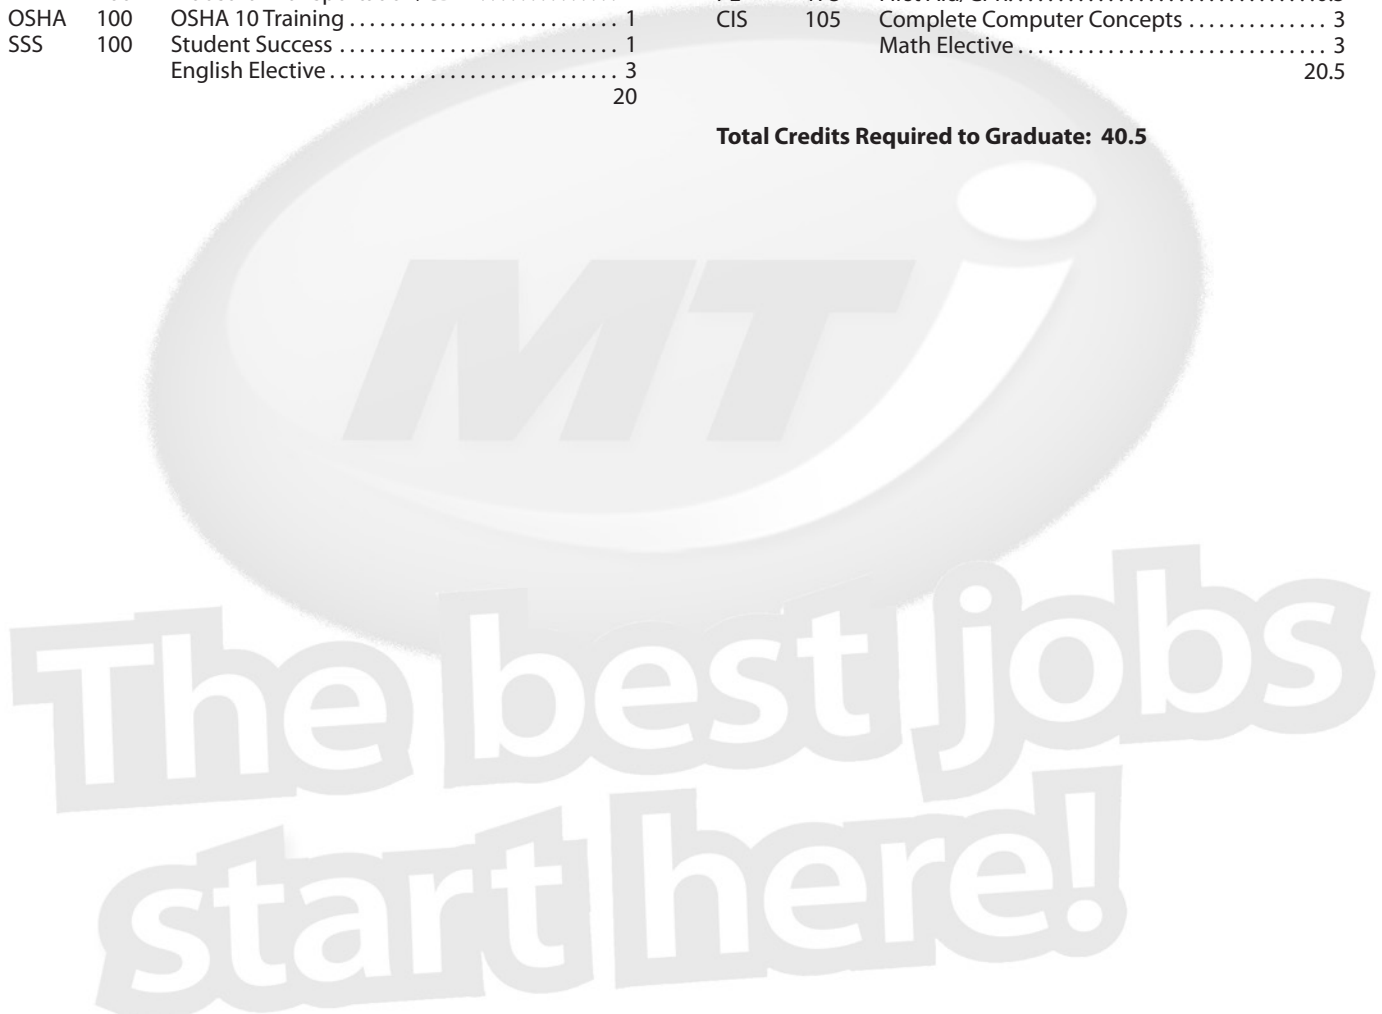 OSHA 100 OSHA 10 Training . . . . . . . . . . . . . . . . . . . . . . . . . . . 1
SSS 100 Student Success . . . . . . . . . . . . . . . . . . . . . . . . . . . . 1
English Elective . . . . . . . . . . . . . . . . . . . . . . . . . . . . . 3
20
CIS 105 Complete Computer Concepts . . . . . . . . . . . . . . 3
Math Elective . . . . . . . . . . . . . . . . . . . . . . . . . . . . . . . 3
20.5
Total Credits Required to Graduate: 40.5
MTI
The best jobs
start here!